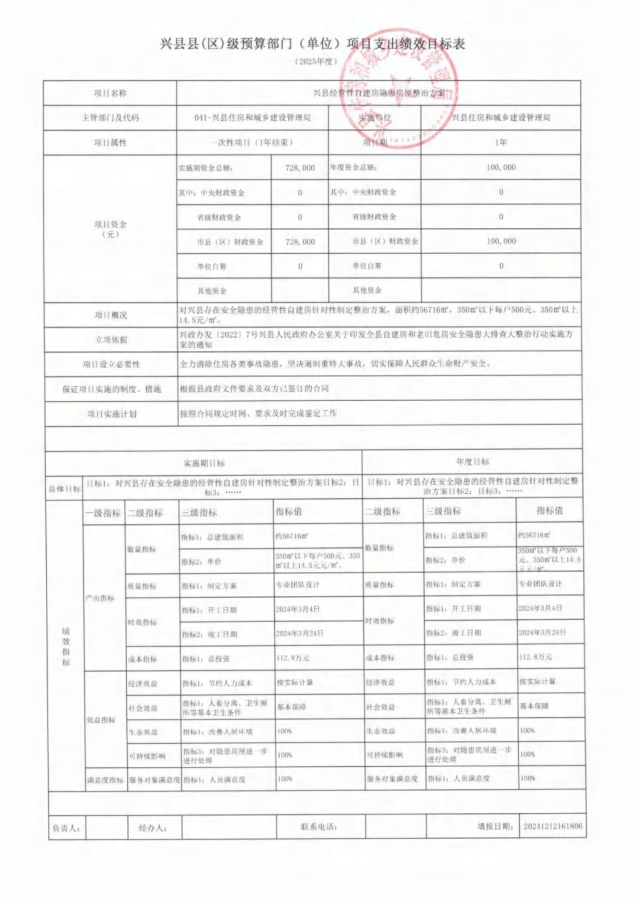 兴县县(区)级预算部门（单位）项目支出绩效目标表
（2025年度）
项目名称 兴县经营性自建房隐患房屋整治方案
主管部门及代码 041-兴县住房和城乡建设管理局 实施单位 兴县住房和城乡建设管理局
项目属性 一次性项目（1年结束） 项目期 1年
项目资金
（元）
实施期资金总额： 728,000 年度资金总额： 100,000
其中：中央财政资金 0 其中：中央财政资金 0
省级财政资金 0 省级财政资金 0
市县（区）财政资金 728,000 市县（区）财政资金 100,000
单位自筹 0 单位自筹 0
其他资金 其他资金
项目概况 对兴县存在安全隐患的经营性自建房针对性制定整治方案，面积约56716㎡，350㎡以下每户500元、350㎡以上
14.5元/㎡。
立项依据 兴政办发（2022）7号兴县人民政府办公室关于印发全县自建房和老旧危房安全隐患大排查大整治行动实施方
案的通知
项目设立必要性 全力消除住房各类事故隐患，坚决遏制重特大事故，切实保障人民群众生命财产安全。
保证项目实施的制度、措施 根据县政府文件要求及双方已签订的合同
项目实施计划 按照合同规定时间、要求及时完成鉴定工作
实施期目标 年度目标
总体目标 目标1：对兴县存在安全隐患的经营性自建房针对性制定整治方案目标2：目
标3：…… 目标1：对兴县存在安全隐患的经营性自建房针对性制定整
治方案目标2：目标3：……
绩效指标
一级指标 二级指标 三级指标 指标值 二级指标 三级指标 指标值
产出指标
数量指标 指标1：总建筑面积 约56716㎡ 数量指标 指标1：总建筑面积 约56716㎡
指标2：单价 350㎡以下每户500元、350
㎡以上14.5元元/㎡。 指标2：单价 350㎡以下每户500
元、350㎡以上14.5
元元/㎡。
质量指标 指标1：制定方案 专业团队设计 质量指标 指标1：制定方案 专业团队设计
时效指标 指标1：开工日期 2024年3月4日 时效指标 指标1：开工日期 2024年3月4日
指标2：竣工日期 2024年3月24日 指标2：竣工日期 2024年3月24日
成本指标 指标1：总投资 112.8万元 成本指标 指标1：总投资 112.8万元
效益指标
经济效益 指标1：节约人力成本 按实际计算 经济效益 指标1：节约人力成本 按实际计算
社会效益 指标1：人畜分离、卫生厕
所等基本卫生条件 基本保障 社会效益 指标1：人畜分离、卫生厕
所等基本卫生条件 基本保障
生态效益 指标1：改善人居环境 100% 生态效益 指标1：改善人居环境 100%
可持续影响 指标3：对隐患房屋进一步
进行处理 100% 可持续影响 指标3：对隐患房屋进一步
进行处理 100%
满意度指标 服务对象满意度 指标1：人员满意度 100% 服务对象满意度 指标1：人员满意度 100%
负责人： 经办人： 联系电话： 填报日期： 20241212161806